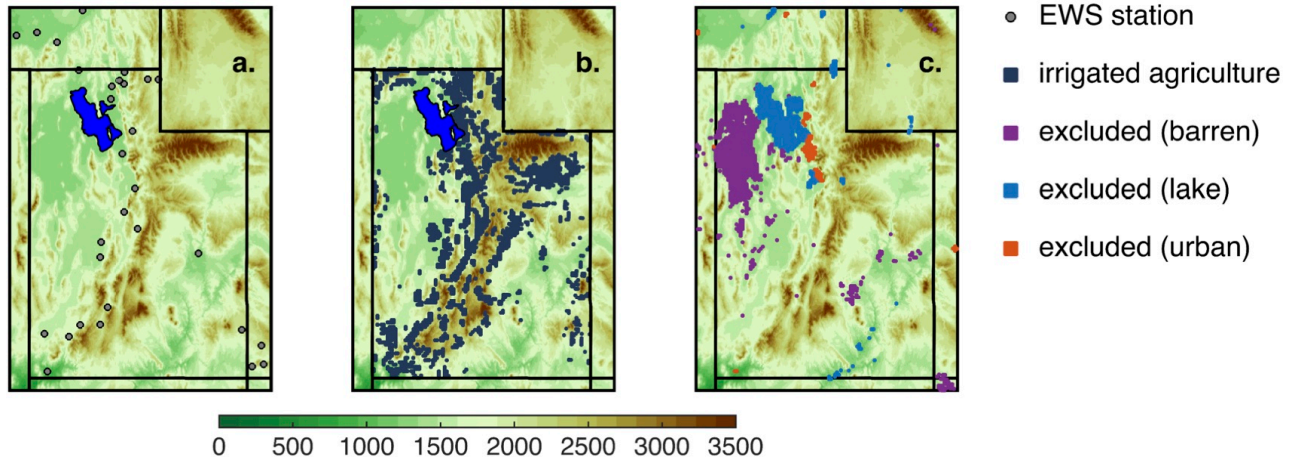 a.
b.
c.
EWS station
irrigated agriculture
excluded (barren)
excluded (lake)
excluded (urban)
0 500 1000 1500 2000 2500 3000 3500